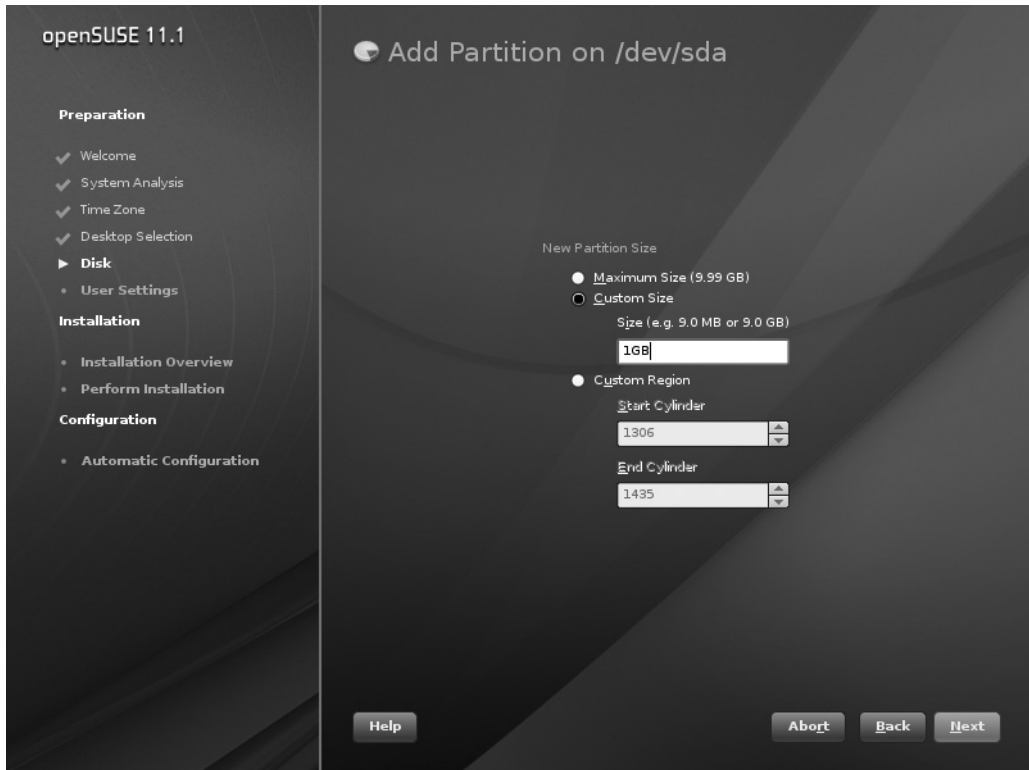 openSUSE 11.1
Preparation
Welcome
System Analysis
Time Zone
Desktop Selection
Disk
User Settings
Installation
Installation Overview
Perform Installation
Configuration
Automatic Configuration
Add Partition on /dev/sda
New Partition Size
Maximum Size (9.99 GB)
Custom Size
Size (e.g. 9.0 MB or 9.0 GB)
1GB
Custom Region
Start Cylinder
1306
End Cylinder
1435
Help
Abort
Back
Next